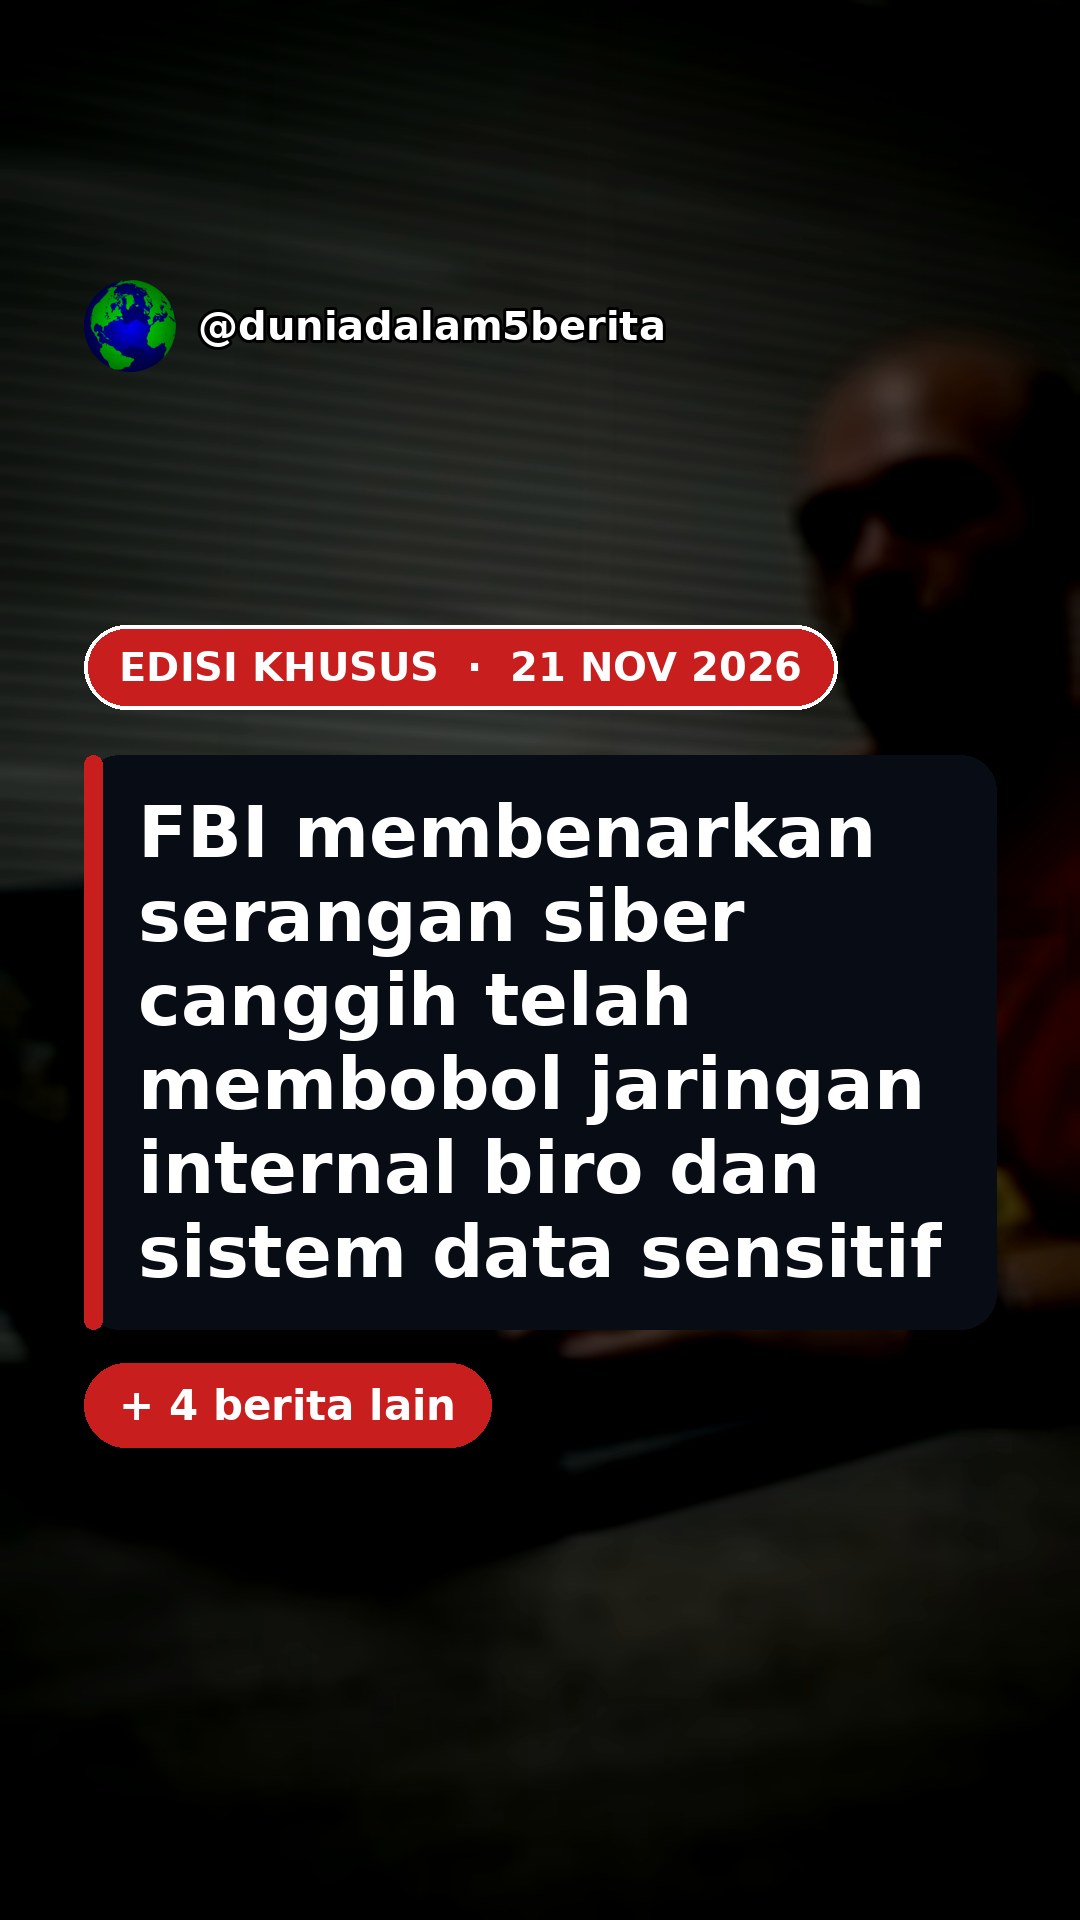 @duniadalam5berita
EDISI KHUSUS · 21 NOV 2026
FBI membenarkan
serangan siber
canggih telah
membobol jaringan
internal biro dan
sistem data sensitif
+ 4 berita lain